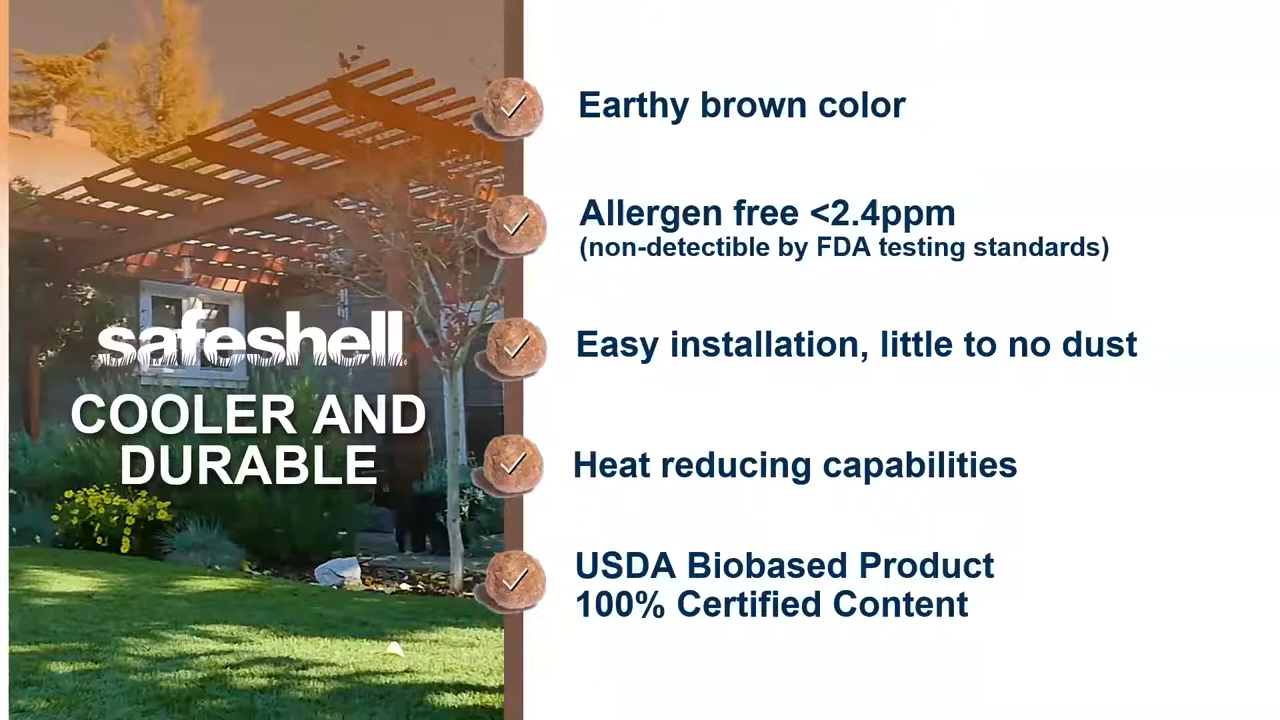 safeshell
COOLER AND
DURABLE
Earthy brown color
Allergen free <2.4ppm
(non-detectible by FDA testing standards)
Easy installation, little to no dust
Heat reducing capabilities
USDA Biobased Product
100% Certified Content